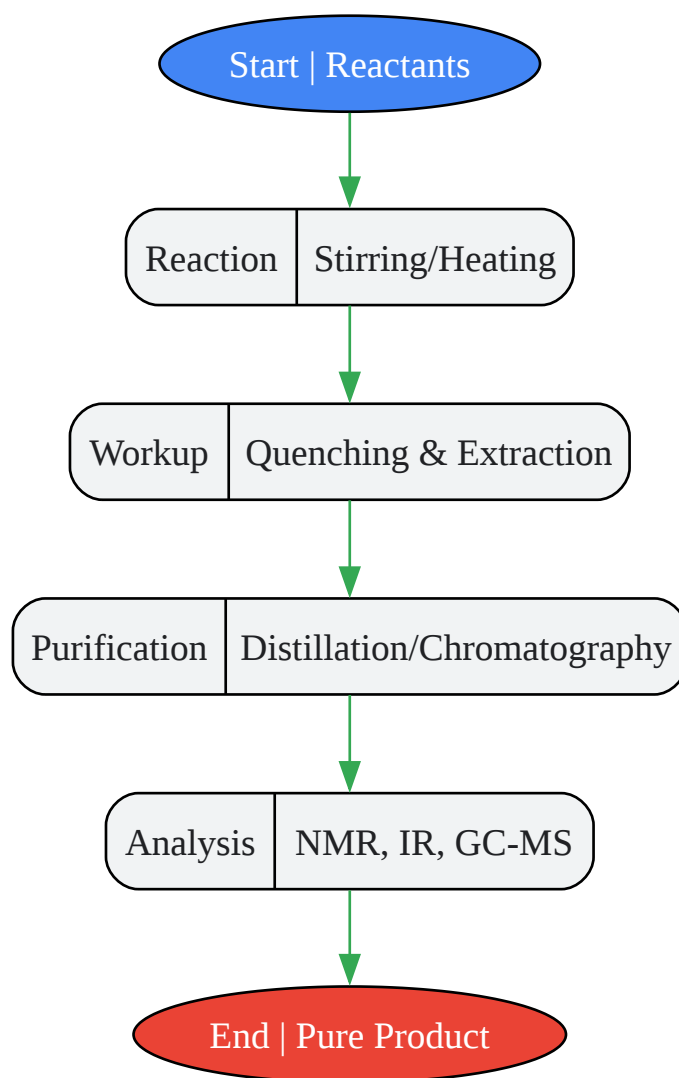 Start | Reactants
Reaction Stirring/Heating
Workup Quenching & Extraction
Purification Distillation/Chromatography
Analysis NMR, IR, GC-MS
End | Pure Product